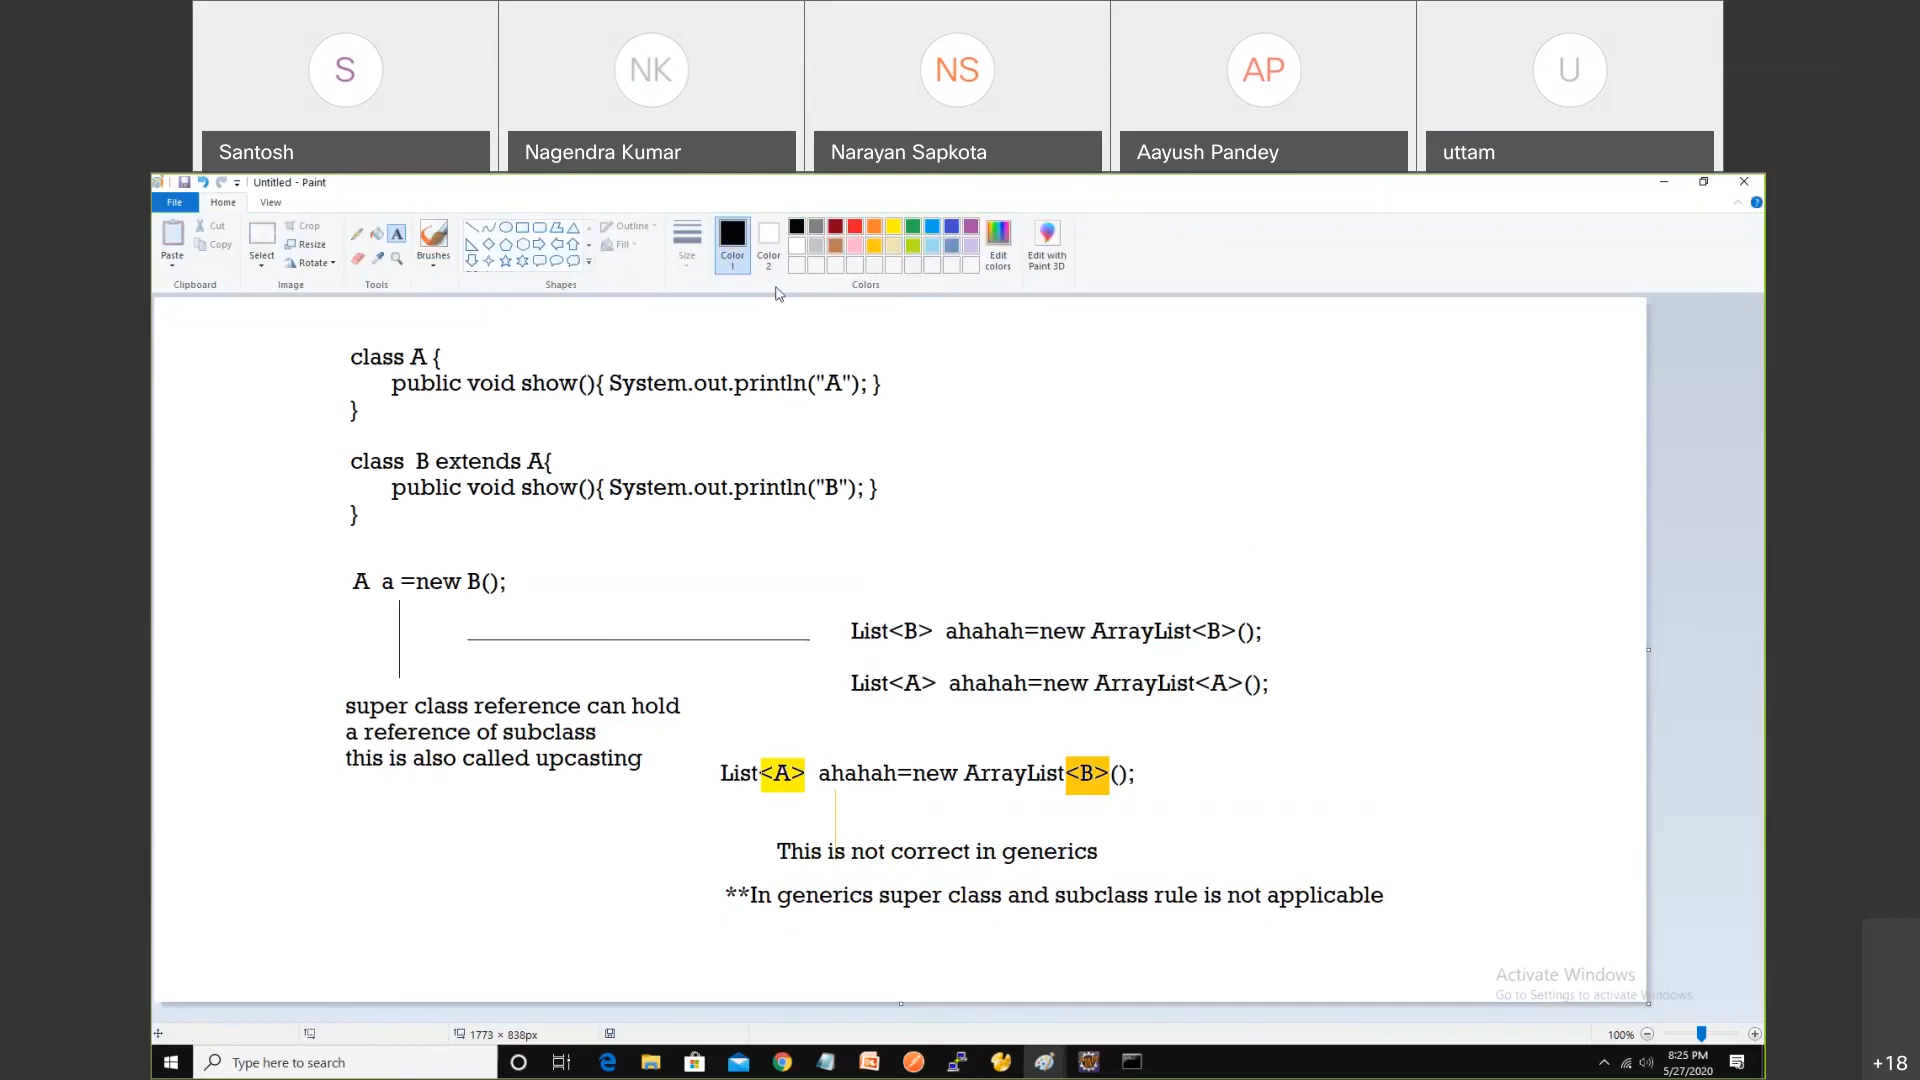 S
NK
NS
AP
U
Santosh
Nagendra Kumar
Narayan Sapkota
Aayush Pandey
uttam
Untitled - Paint
File
Home
View
Paste
Cut
Copy
Clipboard
Select
Crop
Resize
Rotate
Image
A
Tools
Brushes
Shapes
Outline
Fill
Size
Color 1
Color 2
Colors
Edit colors
Edit with Paint 3D
class A {
public void show(){ System.out.println("A"); }
}
class B extends A{
public void show(){ System.out.println("B"); }
}
A a =new B();
List<B> ahahah=new ArrayList<B>();
List<A> ahahah=new ArrayList<A>();
super class reference can hold
a reference of subclass
this is also called upcasting
List<A> ahahah=new ArrayList<B>();
This is not correct in generics
**In generics super class and subclass rule is not applicable
Activate Windows
Go to Settings to activate Windows.
1773 × 838px
100%
Type here to search
8:25 PM
5/27/2020
+18